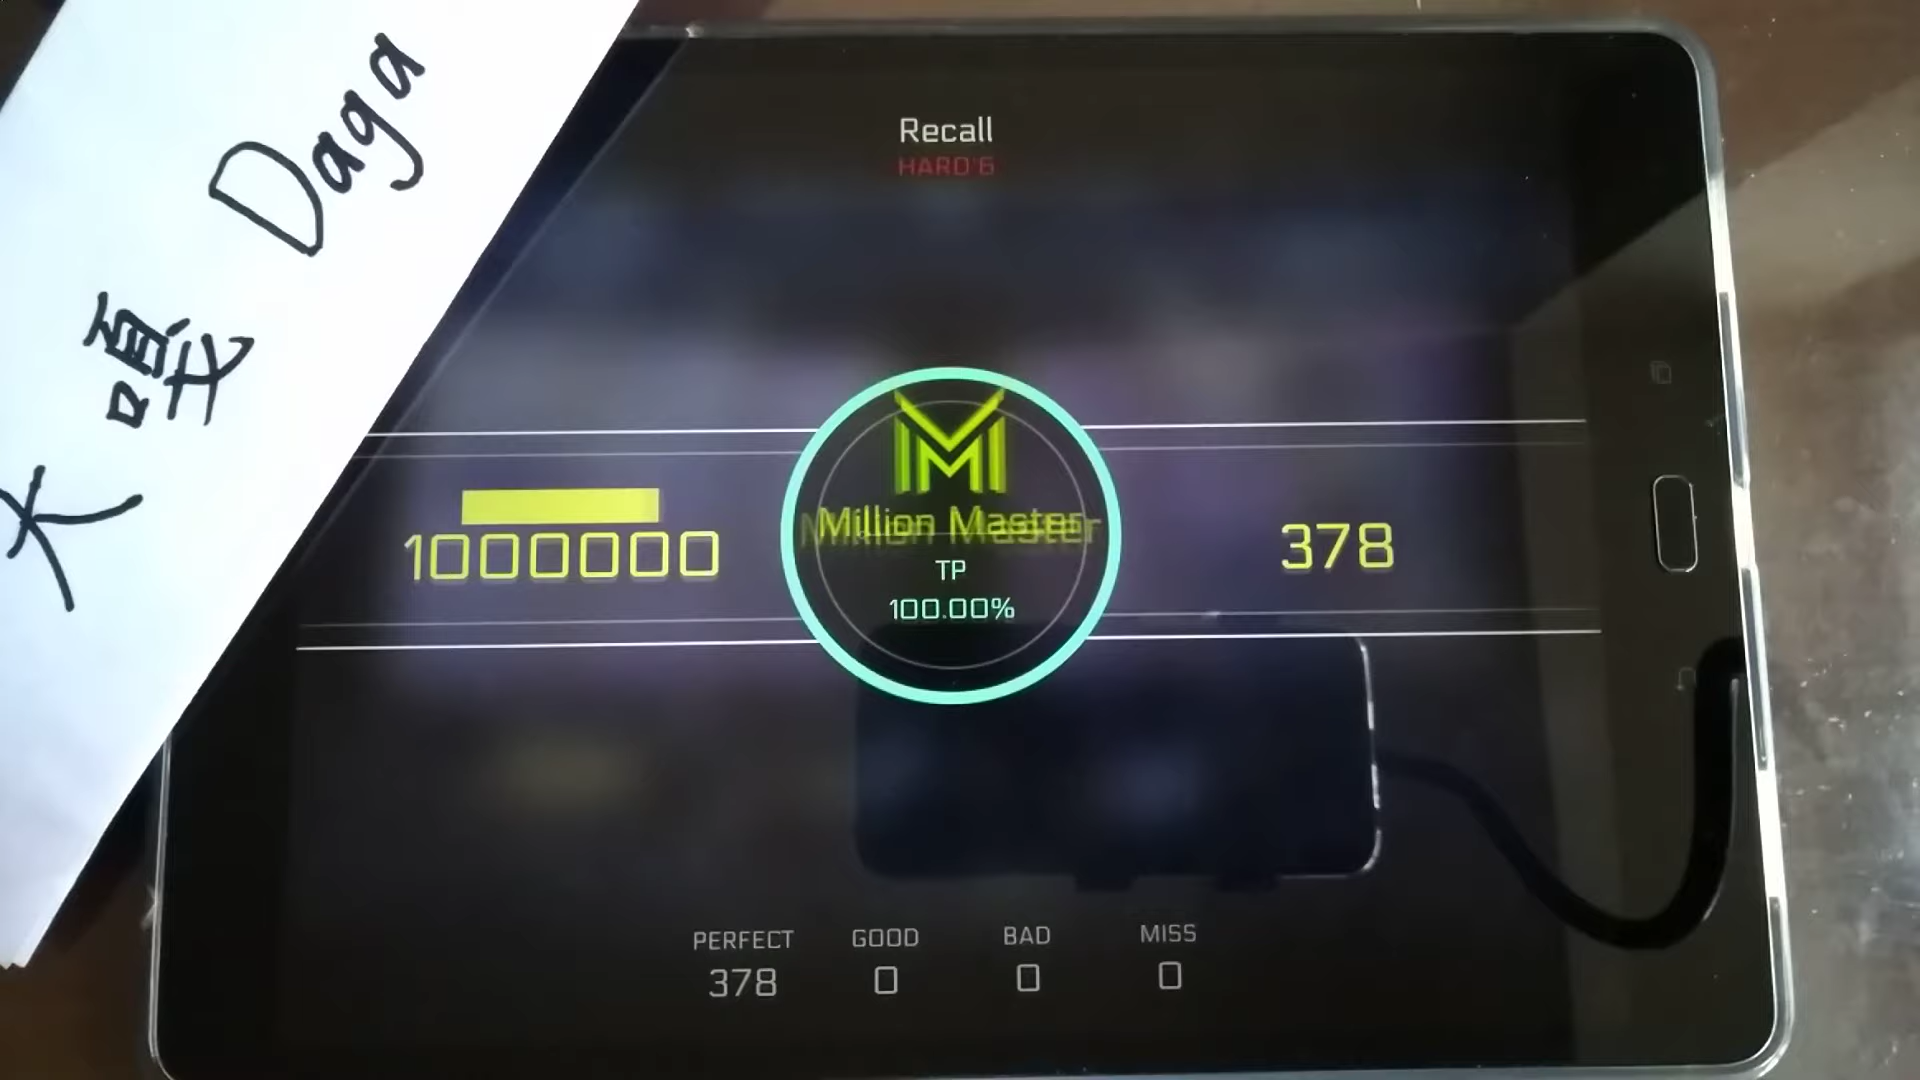 大嘎 Daga
Recall
HARD'6
Million Master
1000000
TP
100.00%
378
PERFECT GOOD BAD MISS
378 0 0 0